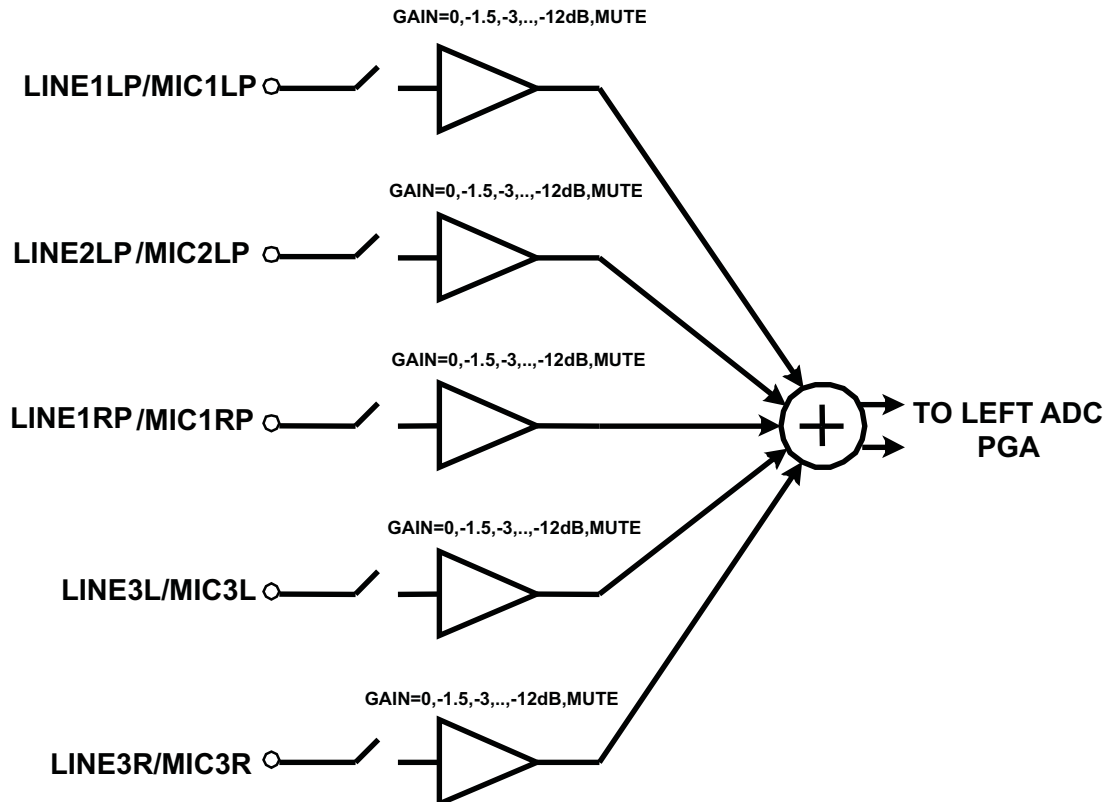 GAIN=0,-1.5,-3,..,-12dB,MUTE
LINE1LP/MIC1LP
GAIN=0,-1.5,-3,..,-12dB,MUTE
LINE2LP/MIC2LP
GAIN=0,-1.5,-3,..,-12dB,MUTE
LINE1RP/MIC1RP
TO LEFT ADC
PGA
GAIN=0,-1.5,-3,..,-12dB,MUTE
LINE3L/MIC3L
GAIN=0,-1.5,-3,..,-12dB,MUTE
LINE3R/MIC3R